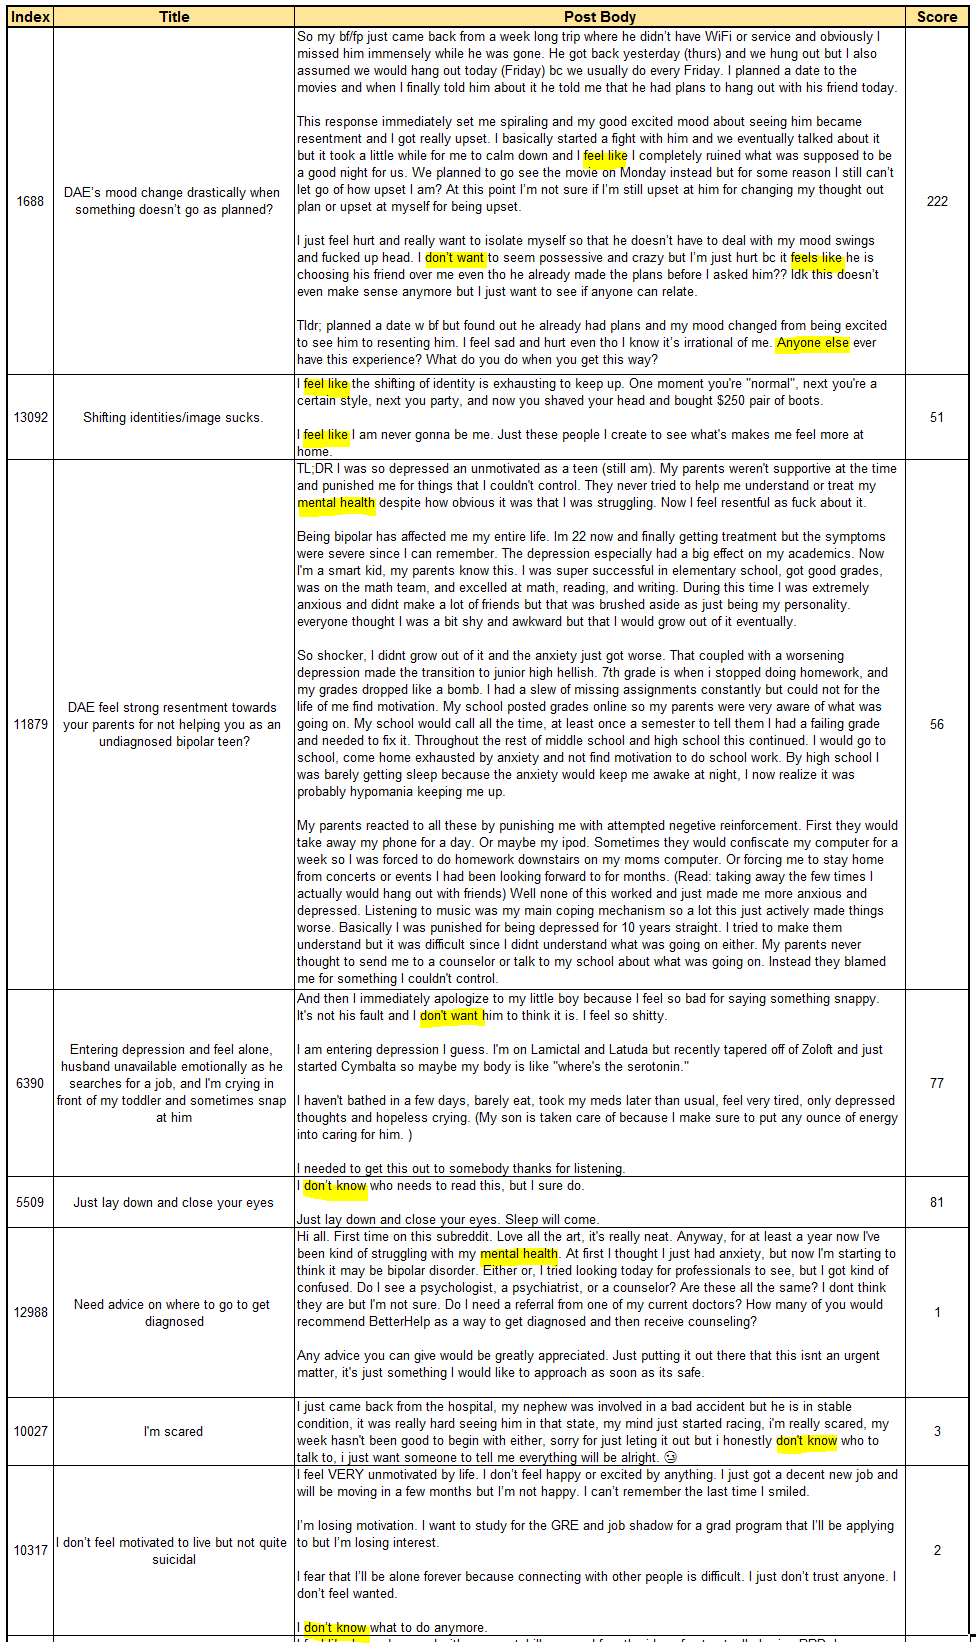 Index Title Post Body Score
So my bf/fp just came back from a week long trip where he didn’t have WiFi or service and obviously I
missed him immensely while he was gone. He got back yesterday (thurs) and we hung out but I also
assumed we would hang out today (Friday) bc we usually do every Friday. I planned a date to the
movies and when I finally told him about it he told me that he had plans to hang out with his friend today.
This response immediately set me spiraling and my good excited mood about seeing him became
resentment and I got really upset. I basically started a fight with him and we eventually talked about it
but it took a little while for me to calm down and I feel like I completely ruined what was supposed to be
a good night for us. We planned to go see the movie on Monday instead but for some reason I still can’t
let go of how upset I am? At this point I’m not sure if I’m still upset at him for changing my thought out
plan or upset at myself for being upset.
I just feel hurt and really want to isolate myself so that he doesn’t have to deal with my mood swings
and fucked up head. I don’t want to seem possessive and crazy but I’m just hurt bc it feels like he is
choosing his friend over me even tho he already made the plans before I asked him?? Idk this doesn’t
even make sense anymore but I just want to see if anyone can relate.
Tldr; planned a date w bf but found out he already had plans and my mood changed from being excited
to see him to resenting him. I feel sad and hurt even tho I know it’s irrational of me. Anyone else ever
have this experience? What do you do when you get this way?
1688
DAE’s mood change drastically when
something doesn’t go as planned?
222
I feel like the shifting of identity is exhausting to keep up. One moment you're "normal", next you're a
certain style, next you party, and now you shaved your head and bought $250 pair of boots.
I feel like I am never gonna be me. Just these people I create to see what's makes me feel more at
home.
13092
Shifting identities/image sucks.
51
TL;DR I was so depressed an unmotivated as a teen (still am). My parents weren't supportive at the time
and punished me for things that I couldn't control. They never tried to help me understand or treat my
mental health despite how obvious it was that I was struggling. Now I feel resentful as fuck about it.
Being bipolar has affected me my entire life. Im 22 now and finally getting treatment but the symptoms
were severe since I can remember. The depression especially had a big effect on my academics. Now
I'm a smart kid, my parents know this. I was super successful in elementary school, got good grades,
was on the math team, and excelled at math, reading, and writing. During this time I was extremely
anxious and didnt make a lot of friends but that was brushed aside as just being my personality.
everyone thought I was a bit shy and awkward but that I would grow out of it eventually.
So shocker, I didnt grow out of it and the anxiety just got worse. That coupled with a worsening
depression made the transition to junior high hellish. 7th grade is when i stopped doing homework, and
my grades dropped like a bomb. I had a slew of missing assignments constantly but could not for the
life of me find motivation. My school posted grades online so my parents were very aware of what was
going on. My school would call all the time, at least once a semester to tell them I had a failing grade
and needed to fix it. Throughout the rest of middle school and high school this continued. I would go to
school, come home exhausted by anxiety and not find motivation to do school work. By high school I
was barely getting sleep because the anxiety would keep me awake at night, I now realize it was
probably hypomania keeping me up.
My parents reacted to all these by punishing me with attempted negetive reinforcement. First they would
take away my phone for a day. Or maybe my ipod. Sometimes they would confiscate my computer for a
week so I was forced to do homework downstairs on my moms computer. Or forcing me to stay home
from concerts or events I had been looking forward to for months. (Read: taking away the few times I
actually would hang out with friends) Well none of this worked and just made me more anxious and
depressed. Listening to music was my main coping mechanism so a lot this just actively made things
worse. Basically I was punished for being depressed for 10 years straight. I tried to make them
understand but it was difficult since I didnt understand what was going on either. My parents never
thought to send me to a counselor or talk to my school about what was going on. Instead they blamed
me for something I couldn't control.
11879
DAE feel strong resentment towards
your parents for not helping you as an
undiagnosed bipolar teen?
56
And then I immediately apologize to my little boy because I feel so bad for saying something snappy.
It's not his fault and I don't want him to think it is. I feel so shitty.
I am entering depression I guess. I'm on Lamictal and Latuda but recently tapered off of Zoloft and just
started Cymbalta so maybe my body is like "where's the serotonin."
I haven't bathed in a few days, barely eat, took my meds later than usual, feel very tired, only depressed
thoughts and hopeless crying. (My son is taken care of because I make sure to put any ounce of energy
into caring for him. )
I needed to get this out to somebody thanks for listening.
6390
Entering depression and feel alone,
husband unavailable emotionally as he
searches for a job, and I'm crying in
front of my toddler and sometimes snap
at him
77
I don’t know who needs to read this, but I sure do.
Just lay down and close your eyes. Sleep will come.
5509
Just lay down and close your eyes
81
Hi all. First time on this subreddit. Love all the art, it's really neat. Anyway, for at least a year now I've
been kind of struggling with my mental health. At first I thought I just had anxiety, but now I'm starting to
think it may be bipolar disorder. Either or, I tried looking today for professionals to see, but I got kind of
confused. Do I see a psychologist, a psychiatrist, or a counselor? Are these all the same? I dont think
they are but I'm not sure. Do I need a referral from one of my current doctors? How many of you would
recommend BetterHelp as a way to get diagnosed and then receive counseling?
Any advice you can give would be greatly appreciated. Just putting it out there that this isnt an urgent
matter, it's just something I would like to approach as soon as its safe.
12988
Need advice on where to go to get
diagnosed
1
I just came back from the hospital, my nephew was involved in a bad accident but he is in stable
condition, it was really hard seeing him in that state, my mind just started racing, i'm really scared, my
week hasn't been good to begin with either, sorry for just leting it out but i honestly don't know who to
talk to, i just want someone to tell me everything will be alright.
10027
I'm scared
3
I feel VERY unmotivated by life. I don’t feel happy or excited by anything. I just got a decent new job and
will be moving in a few months but I’m not happy. I can’t remember the last time I smiled.
I’m losing motivation. I want to study for the GRE and job shadow for a grad program that I’ll be applying
to but I’m losing interest.
I fear that I’ll be alone forever because connecting with other people is difficult. I just don’t trust anyone. I
don’t feel wanted.
I don’t know what to do anymore.
10317
I don’t feel motivated to live but not quite
suicidal
2